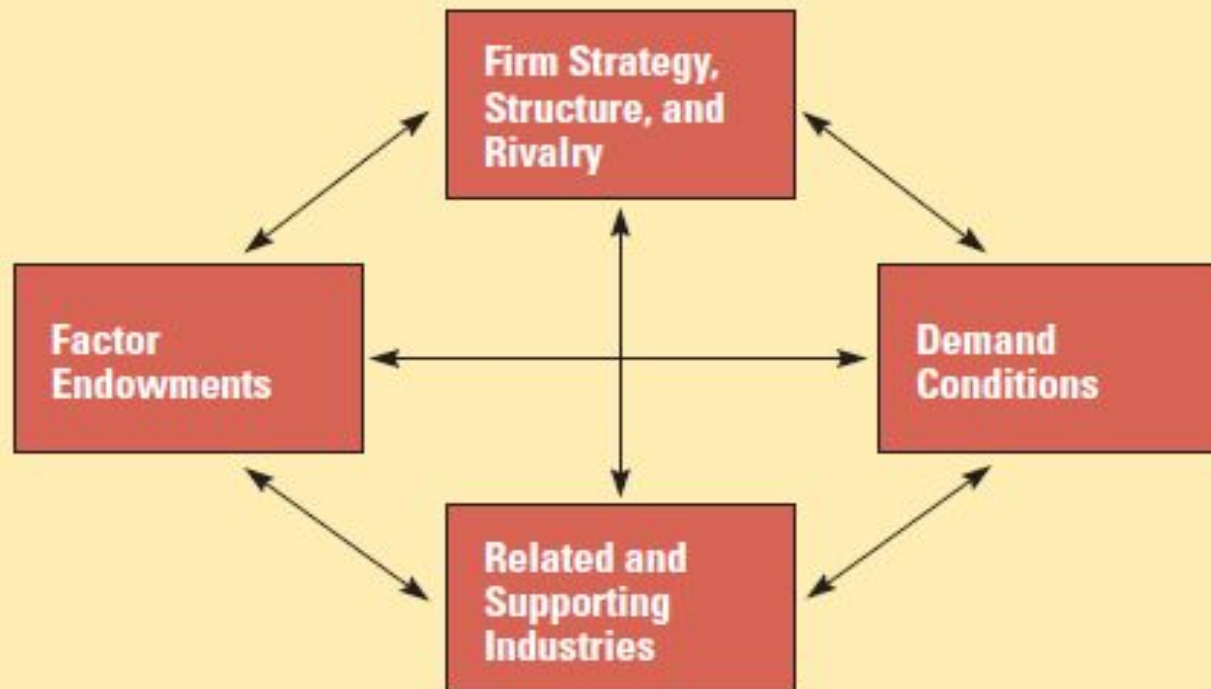 Firm Strategy,
Structure, and
Rivalry
Factor
Endowments
Demand
Conditions
Related and
Supporting
Industries